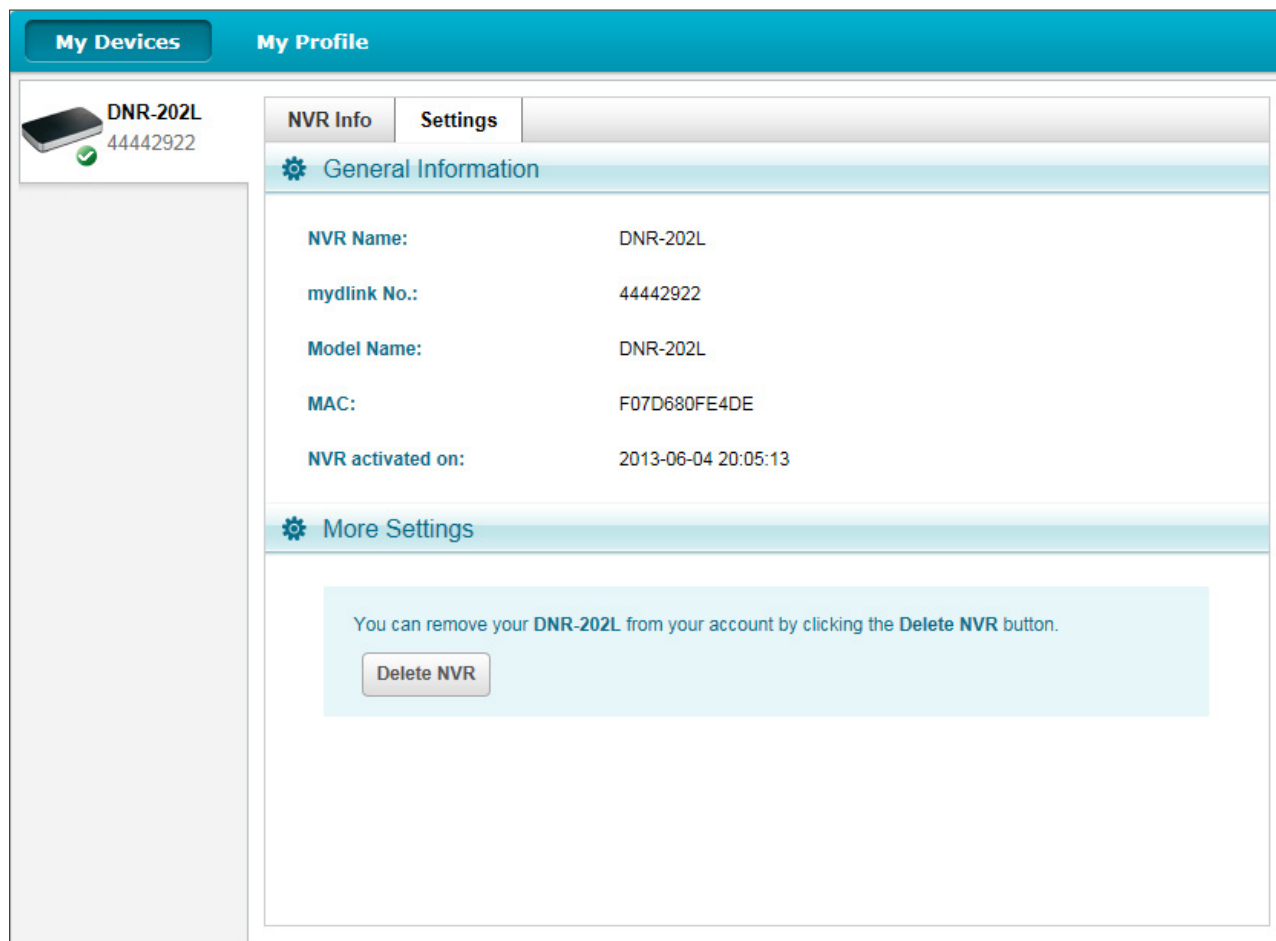 My Devices My Profile
DNR-202L
44442922
NVR Info Settings
General Information
NVR Name: DNR-202L
mydlink No.: 44442922
Model Name: DNR-202L
MAC: F07D680FE4DE
NVR activated on: 2013-06-04 20:05:13
More Settings
You can remove your DNR-202L from your account by clicking the Delete NVR button.
Delete NVR